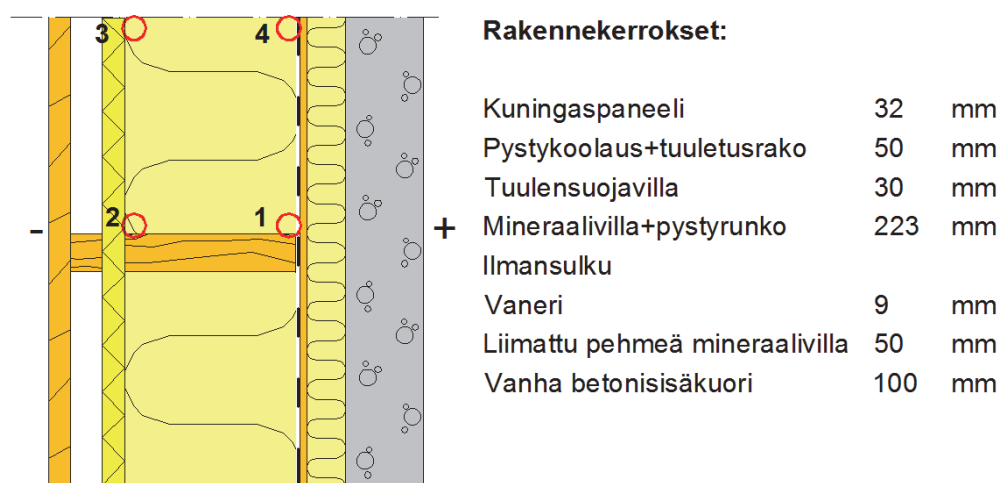 3
4
2
1
-
+
Rakennekerrokset:
Kuningaspaneeli 32 mm
Pystykoolaus+tuuletusrako 50 mm
Tuulensuojavilla 30 mm
Mineraalivilla+pystyrunko 223 mm
Ilmansulku
Vaneri 9 mm
Liimattu pehmeä mineraalivilla 50 mm
Vanha betonisisäkuori 100 mm